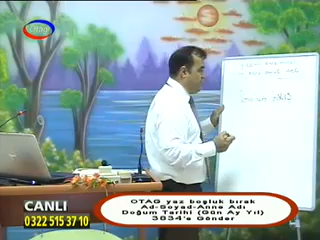 Otag
CANLI
0322 515 37 10
OTAG yaz boşluk bırak
Ad-Soyad-Anne Adı
Doğum Tarihi (Gün Ay Yıl)
3834'e Gönder